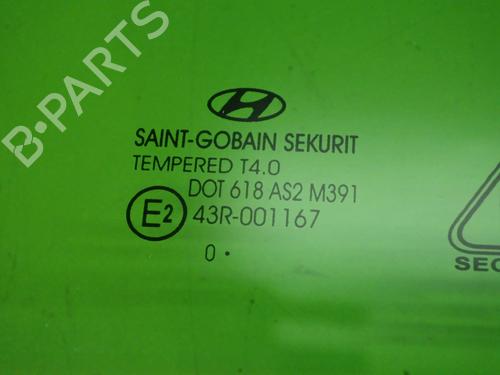 B-PARTS
SAINT-GOBAIN SEKURIT
TEMPERED T4.0
DOT 618 AS2 M391
E2 43R-001167
0 •
SEC